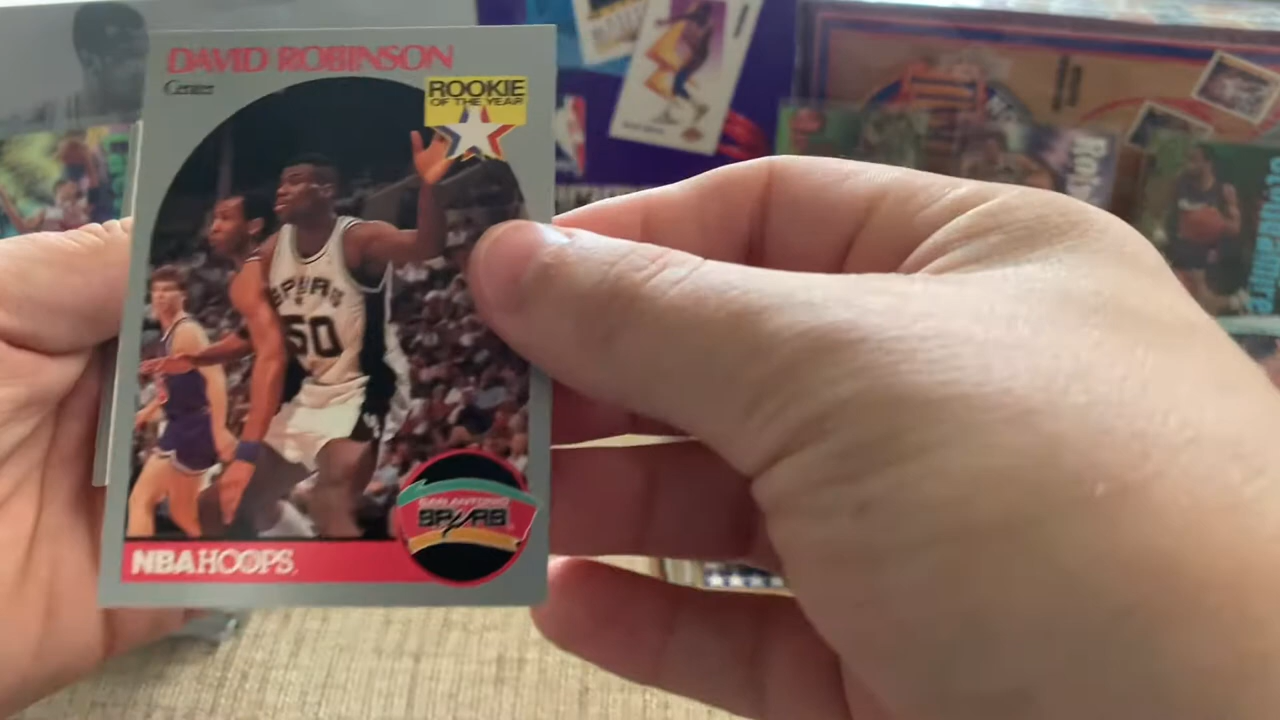 DAVID ROBINSON
Center
ROOKIE
OF THE YEAR
SPURS
50
SAN ANTONIO
SPURS
NBA HOOPS